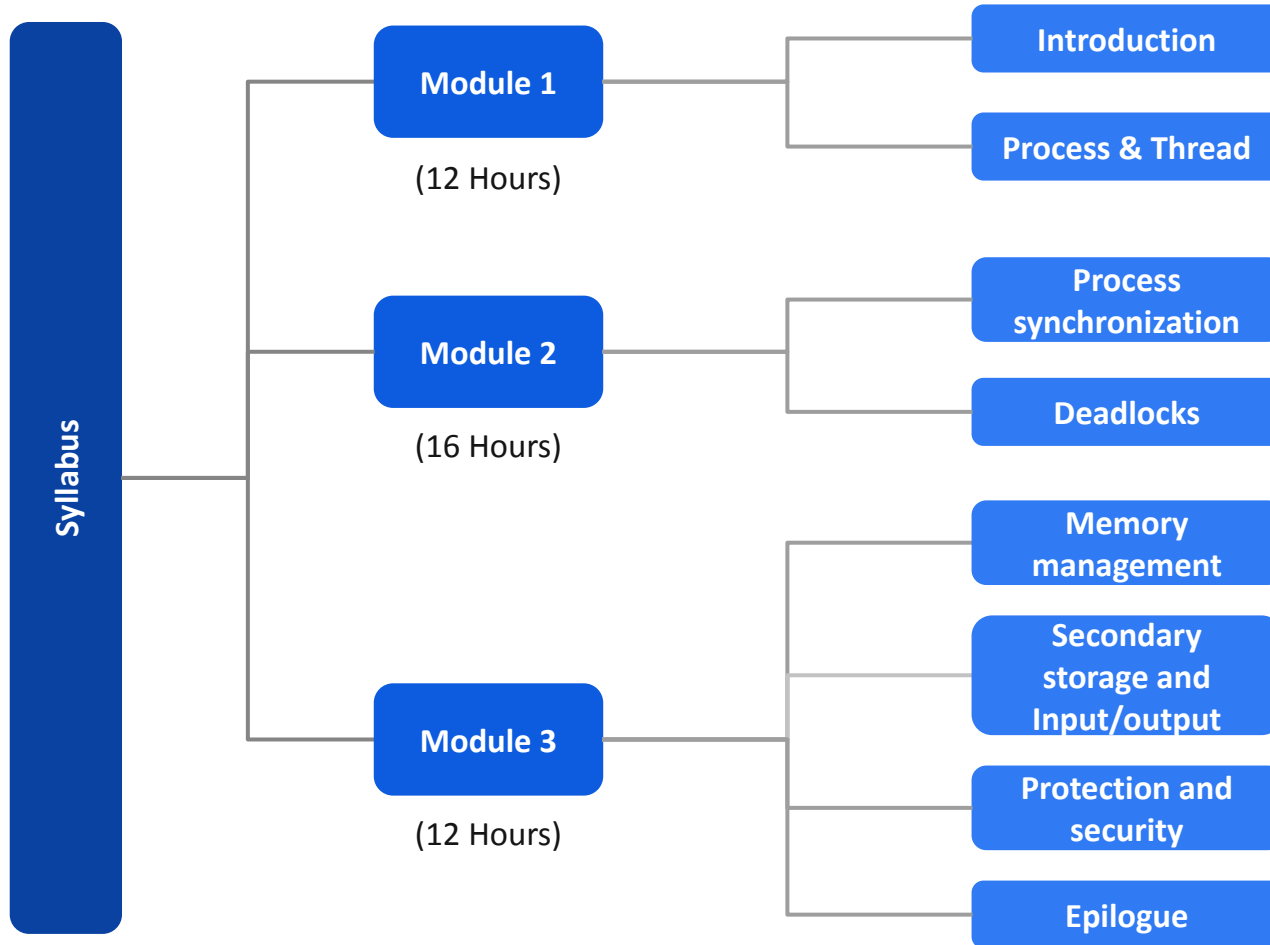 Syllabus
Module 1
(12 Hours)
Introduction
Process & Thread
Module 2
(16 Hours)
Process
synchronization
Deadlocks
Module 3
(12 Hours)
Memory
management
Secondary
storage and
Input/output
Protection and
security
Epilogue